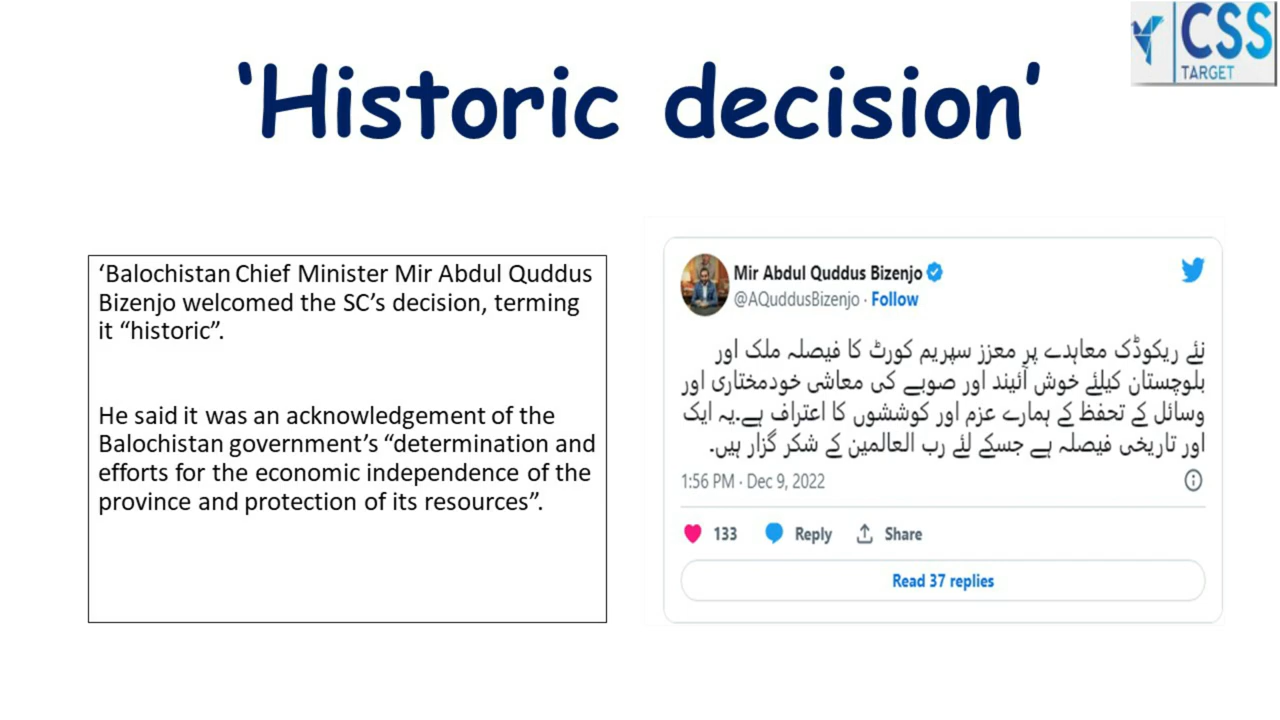 CSS
TARGET
‘Historic decision’
‘Balochistan Chief Minister Mir Abdul Quddus
Bizenjo welcomed the SC’s decision, terming
it “historic”.
He said it was an acknowledgement of the
Balochistan government’s “determination and
efforts for the economic independence of the
province and protection of its resources”.
Mir Abdul Quddus Bizenjo
@AQuddusBizenjo · Follow
نئے ریکوڈک معاہدے پر معزز سپریم کورٹ کا فیصلہ ملک اور
بلوچستان کیلئے خوش آئیند اور صوبے کی معاشی خودمختاری اور
وسائل کے تحفظ کے ہمارے عزم اور کوششوں کا اعتراف ہے۔یہ ایک
اور تاریخی فیصلہ ہے جسکے لئے رب العالمین کے شکر گزار ہیں۔
1:56 PM · Dec 9, 2022
133 Reply Share
Read 37 replies